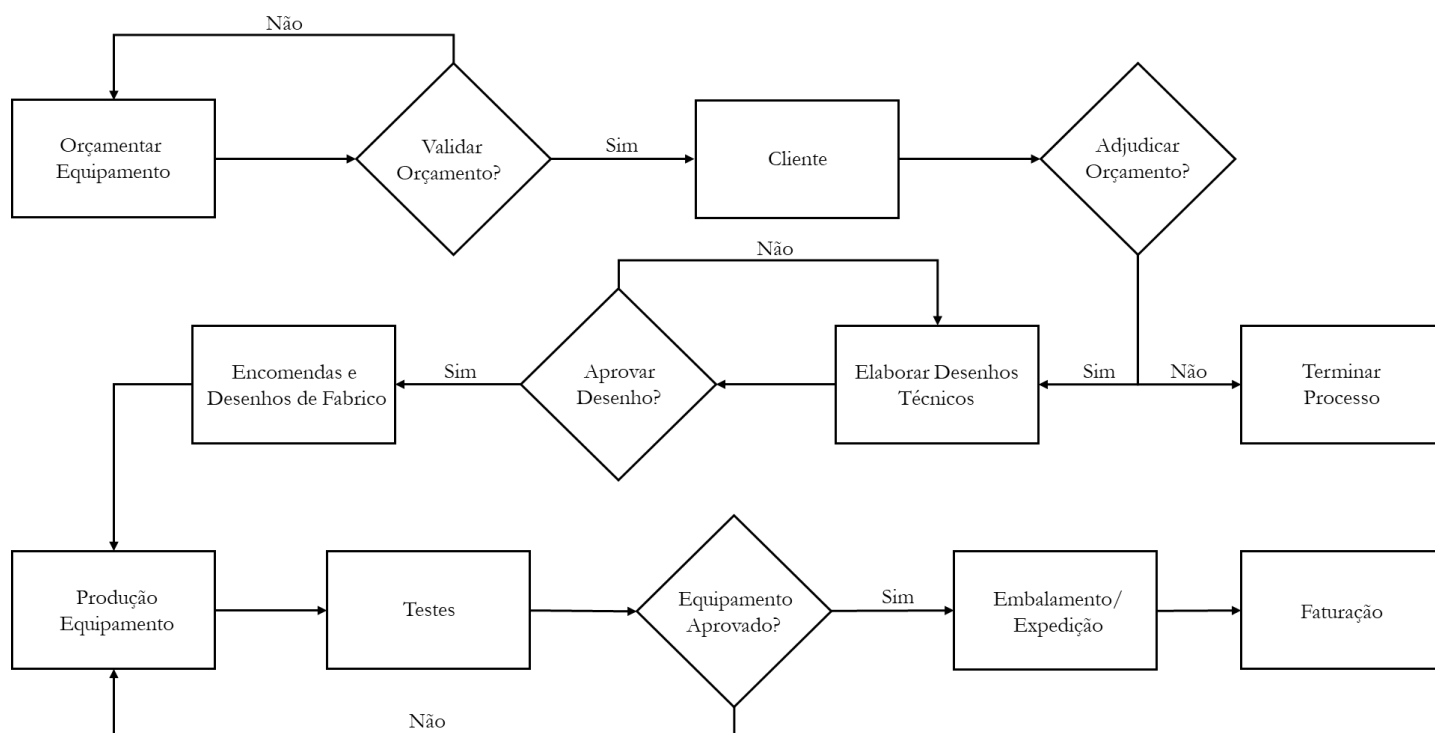 Não
Orçamentar
Equipamento
Validar
Orçamento?
Sim
Cliente
Adjudicar
Orçamento?
Não
Encomendas e
Desenhos de Fabrico
Sim
Aprovar
Desenho?
Elaborar Desenhos
Técnicos
Sim
Não
Terminar
Processo
Produção
Equipamento
Testes
Equipamento
Aprovado?
Sim
Embalamento/
Expedição
Faturação
Não